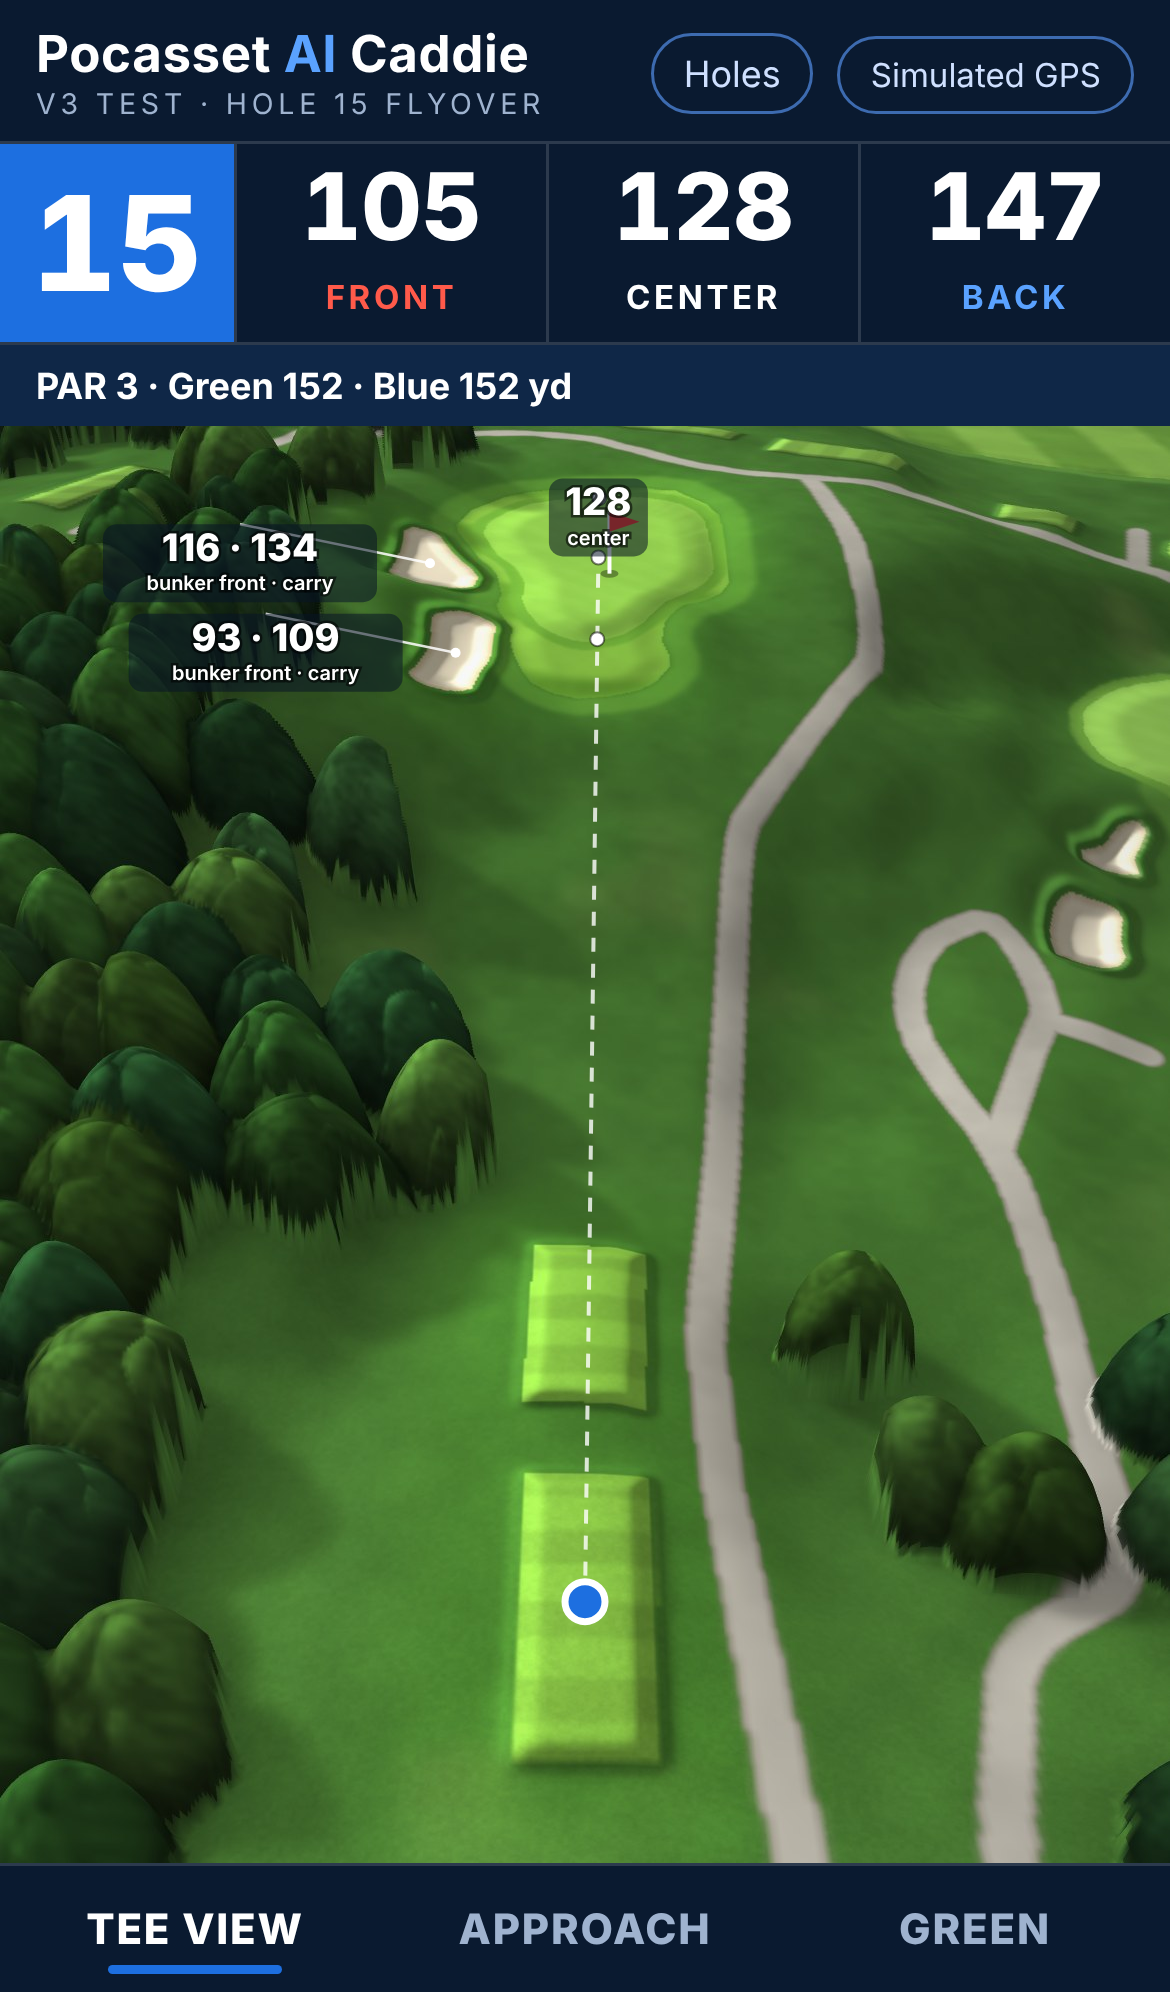 Pocasset AI Caddie
V3 TEST · HOLE 15 FLYOVER
Holes
Simulated GPS
15
105
FRONT
128
CENTER
147
BACK
PAR 3 · Green 152 · Blue 152 yd
128
center
116 · 134
bunker front · carry
93 · 109
bunker front · carry
TEE VIEW
APPROACH
GREEN